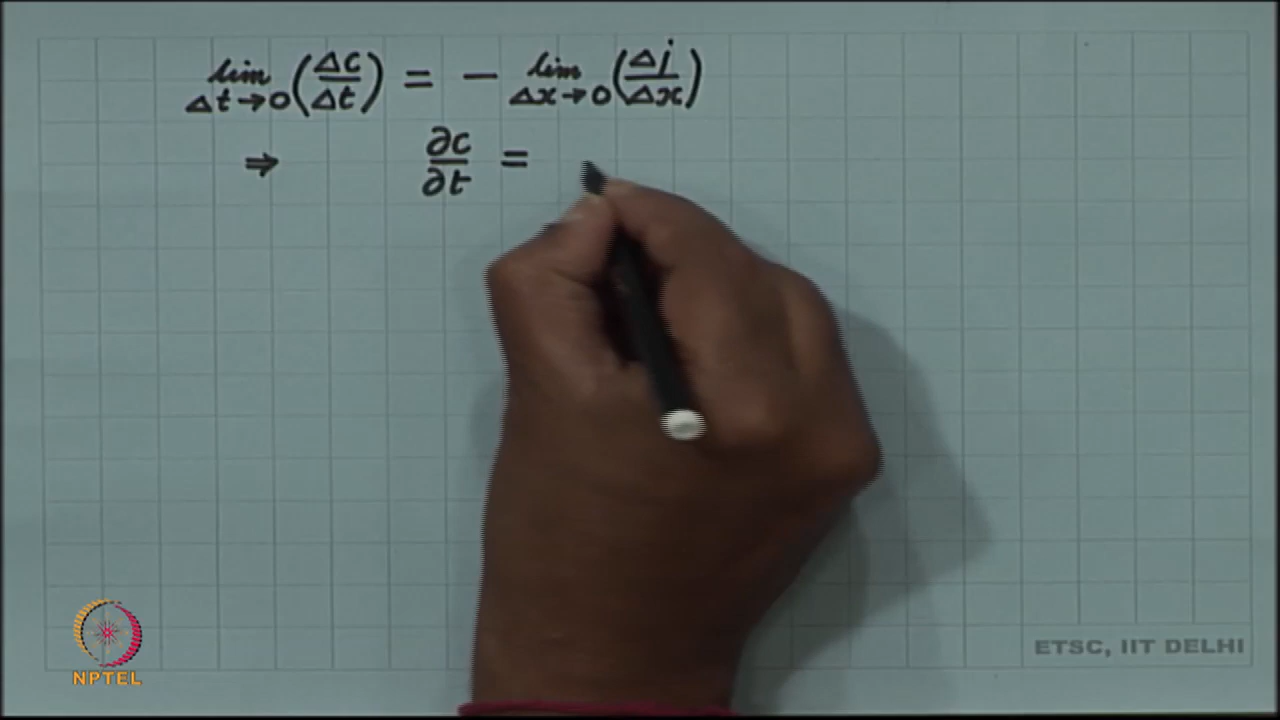 lim Δt→0 (Δc/Δt) = − lim Δx→0 (Δj/Δx)
⇒ ∂c/∂t =
ETSC, IIT DELHI
NPTEL